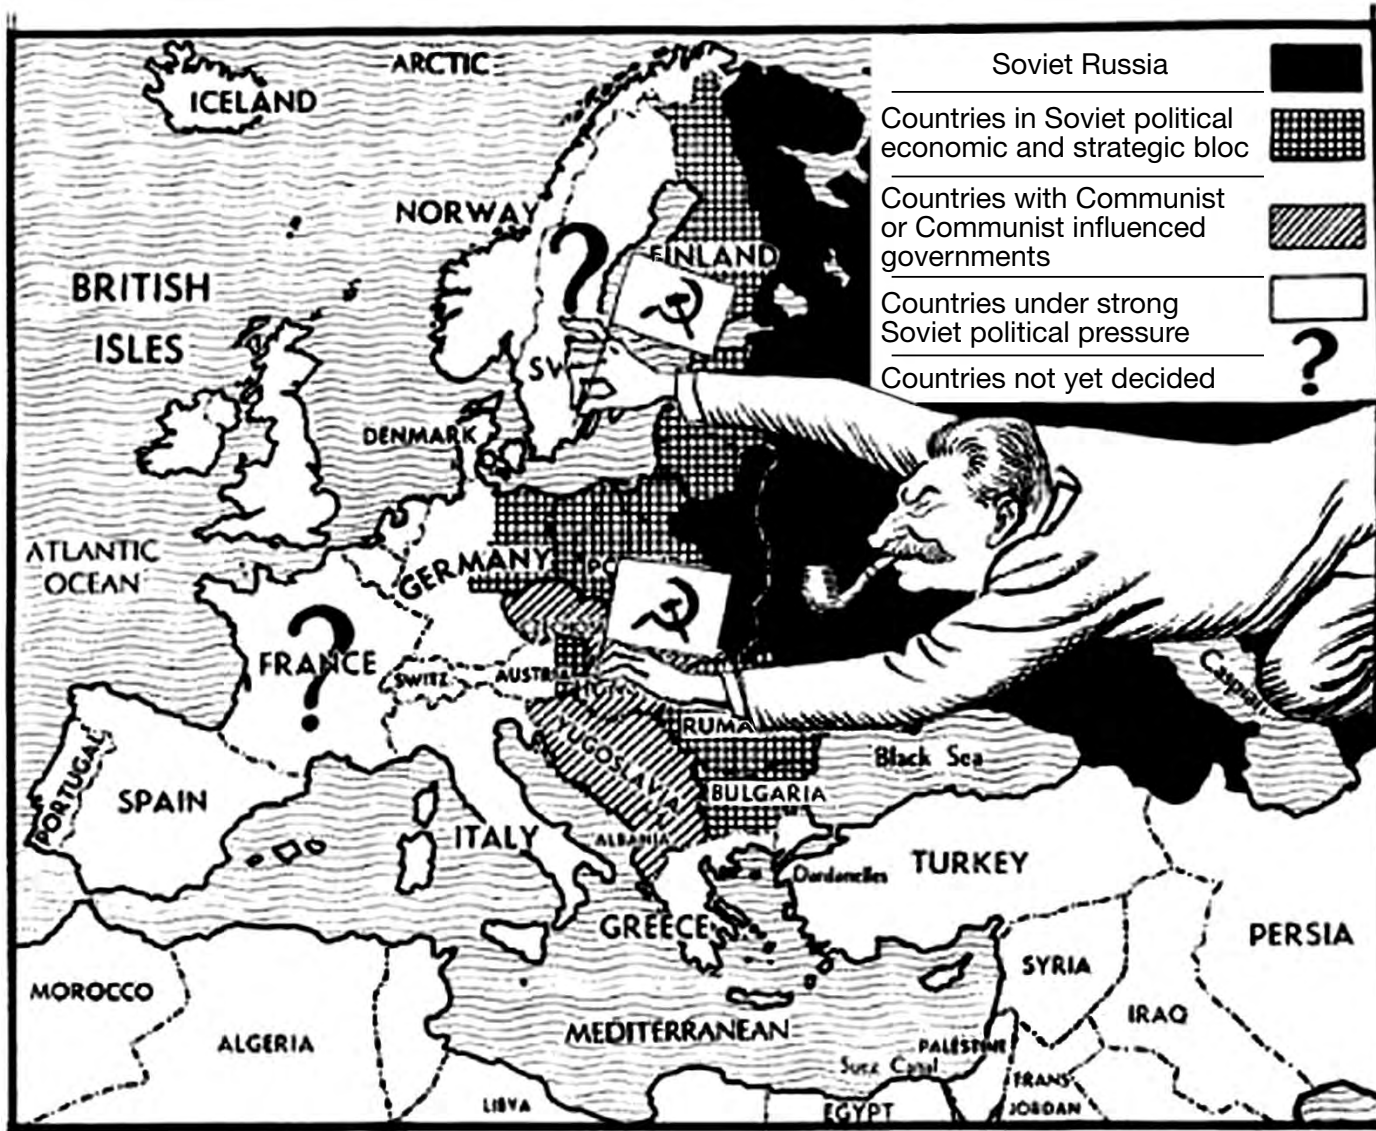 ARCTIC
ICELAND
Soviet Russia
Countries in Soviet political
economic and strategic bloc
Countries with Communist
or Communist influenced
governments
Countries under strong
Soviet political pressure
?
Countries not yet decided
NORWAY
?
FINLAND
BRITISH
ISLES
SW
DENMARK
ATLANTIC
OCEAN
GERMANY
PO
?
FRANCE
SWITZ.
AUSTRIA
Caspian
RUMA
YUGOSLAVIA
Black Sea
PORTUGAL
SPAIN
BULGARIA
ITALY
ALBANIA
TURKEY
Dardanelles
GREECE
PERSIA
SYRIA
MOROCCO
IRAQ
ALGERIA
MEDITERRANEAN
PALESTINE
Suez Canal
TRANS
JORDAN
LIBYA
EGYPT